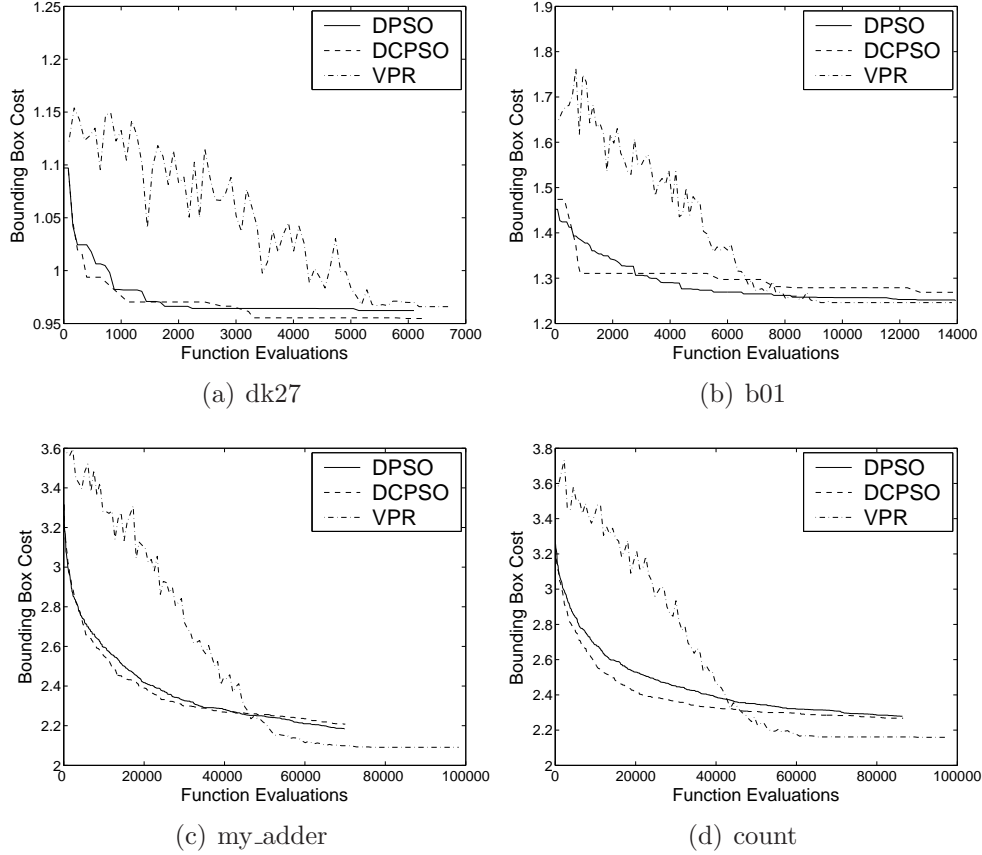 1.25
1.2
1.15
1.1
1.05
1
0.95
Bounding Box Cost
DPSO
DCPSO
VPR
0 1000 2000 3000 4000 5000 6000 7000
Function Evaluations
(a) dk27
1.9
1.8
1.7
1.6
1.5
1.4
1.3
1.2
Bounding Box Cost
DPSO
DCPSO
VPR
0 2000 4000 6000 8000 10000 12000 14000
Function Evaluations
(b) b01
3.6
3.4
3.2
3
2.8
2.6
2.4
2.2
2
Bounding Box Cost
DPSO
DCPSO
VPR
0 20000 40000 60000 80000 100000
Function Evaluations
(c) my_adder
3.8
3.6
3.4
3.2
3
2.8
2.6
2.4
2.2
2
Bounding Box Cost
DPSO
DCPSO
VPR
0 20000 40000 60000 80000 100000
Function Evaluations
(d) count